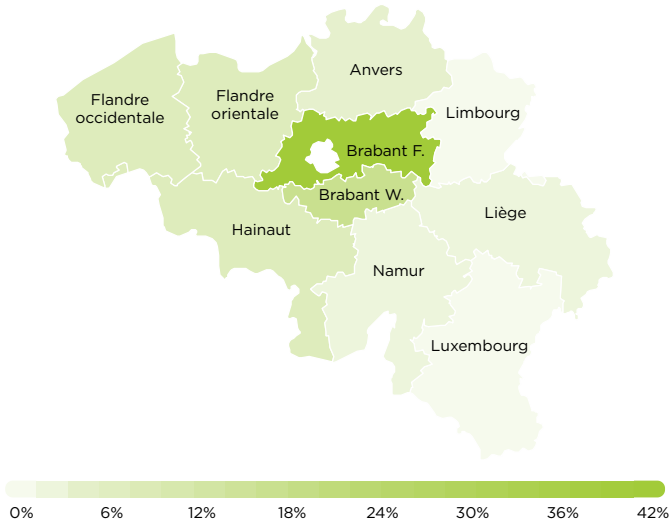 Anvers
Flandre
occidentale
Flandre
orientale
Limbourg
Brabant F.
Brabant W.
Liège
Hainaut
Namur
Luxembourg
0% 6% 12% 18% 24% 30% 36% 42%